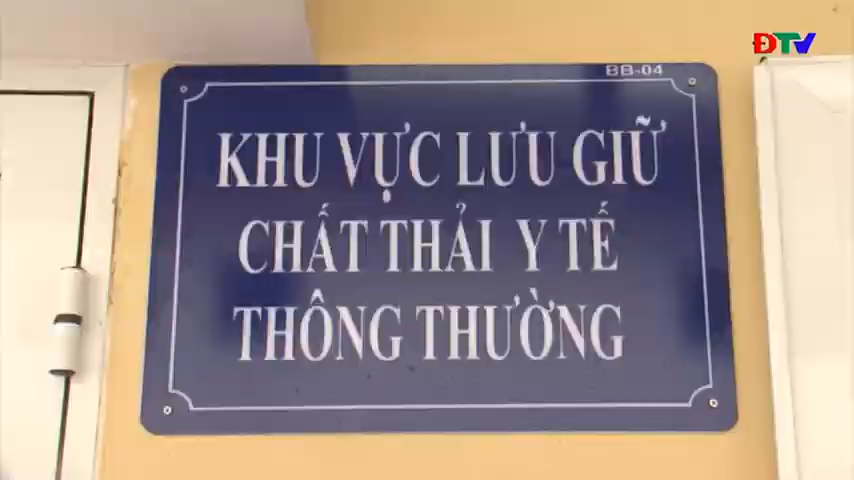 ĐTV
BB-04
KHU VỰC LƯU GIỮ
CHẤT THẢI Y TẾ
THÔNG THƯỜNG